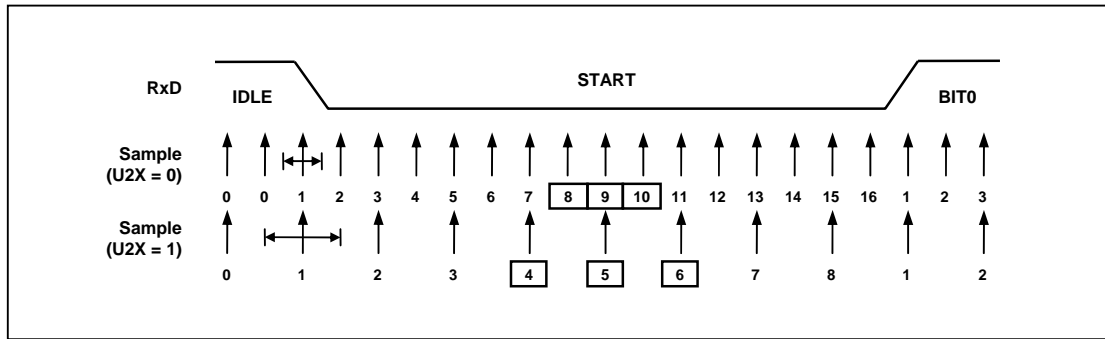 RxD IDLE START BIT0
Sample
(U2X = 0)
0 0 1 2 3 4 5 6 7 8 9 10 11 12 13 14 15 16 1 2 3
Sample
(U2X = 1)
0 1 2 3 4 5 6 7 8 1 2